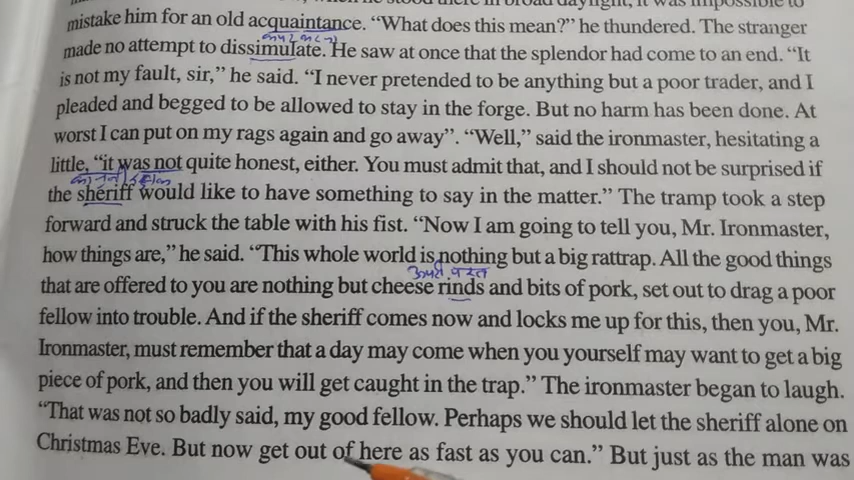 mistake him for an old acquaintance. “What does this mean?” he thundered. The stranger
कपट करना
made no attempt to dissimulate. He saw at once that the splendor had come to an end. “It
is not my fault, sir,” he said. “I never pretended to be anything but a poor trader, and I
pleaded and begged to be allowed to stay in the forge. But no harm has been done. At
worst I can put on my rags again and go away”. “Well,” said the ironmaster, hesitating a
little, “it was not quite honest, either. You must admit that, and I should not be surprised if
the sheriff would like to have something to say in the matter.” The tramp took a step
forward and struck the table with his fist. “Now I am going to tell you, Mr. Ironmaster,
how things are,” he said. “This whole world is nothing but a big rattrap. All the good things
ऊपरी परत
that are offered to you are nothing but cheese rinds and bits of pork, set out to drag a poor
fellow into trouble. And if the sheriff comes now and locks me up for this, then you, Mr.
Ironmaster, must remember that a day may come when you yourself may want to get a big
piece of pork, and then you will get caught in the trap.” The ironmaster began to laugh.
“That was not so badly said, my good fellow. Perhaps we should let the sheriff alone on
Christmas Eve. But now get out of here as fast as you can.” But just as the man was